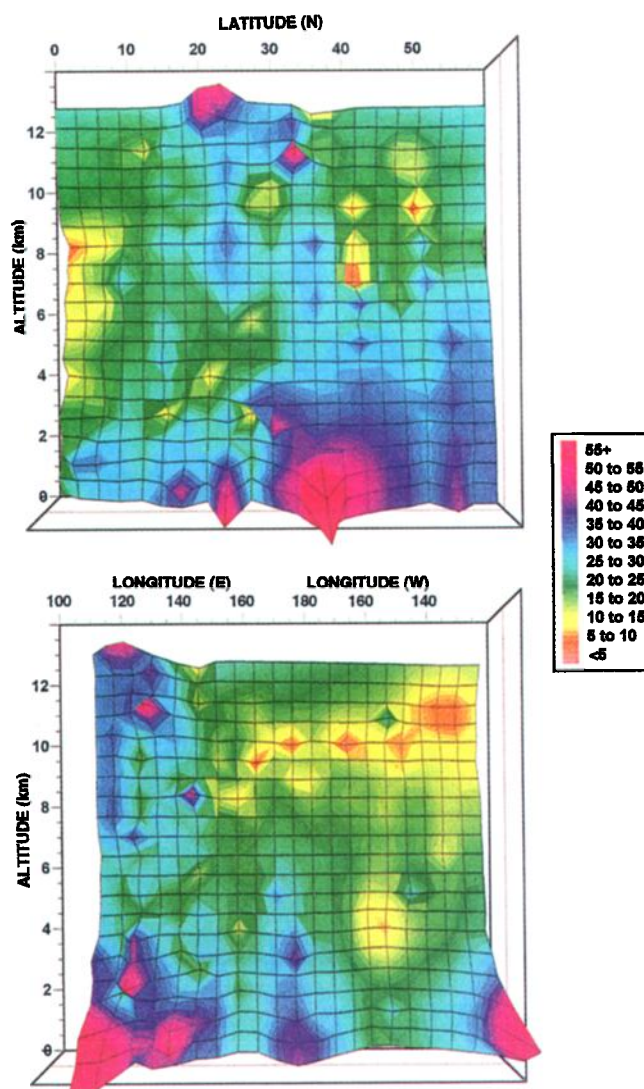 LATITUDE (N)
0 10 20 30 40 50
12
10
8
6
4
2
0
ALTITUDE (km)
55+
50 to 55
45 to 50
40 to 45
35 to 40
30 to 35
25 to 30
20 to 25
15 to 20
10 to 15
5 to 10
<5
LONGITUDE (E) LONGITUDE (W)
100 120 140 160 180 160 140
12
10
8
6
4
2
0
ALTITUDE (km)